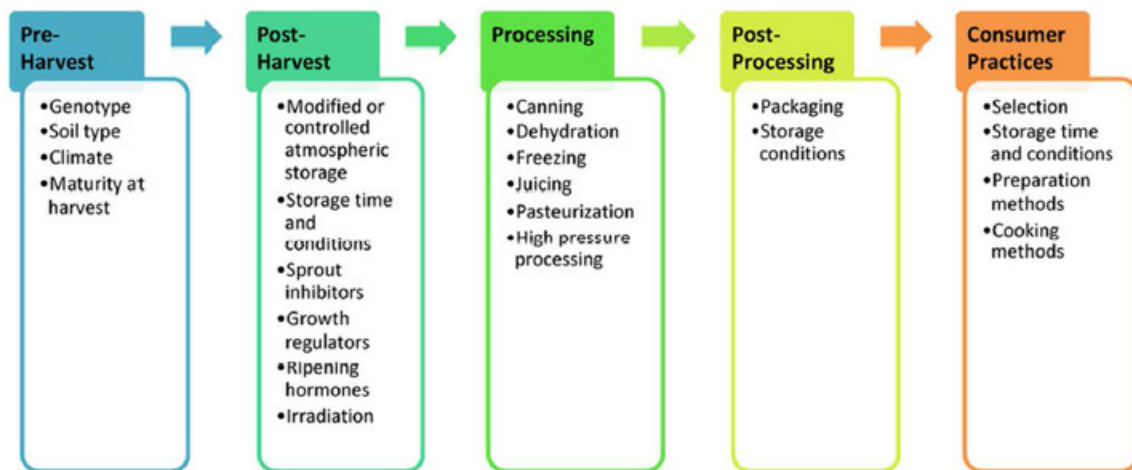 Pre-
Harvest
•Genotype
•Soil type
•Climate
•Maturity at
harvest
Post-
Harvest
•Modified or
controlled
atmospheric
storage
•Storage time
and
conditions
•Sprout
inhibitors
•Growth
regulators
•Ripening
hormones
•Irradiation
Processing
•Canning
•Dehydration
•Freezing
•Juicing
•Pasteurization
•High pressure
processing
Post-
Processing
•Packaging
•Storage
conditions
Consumer
Practices
•Selection
•Storage time
and conditions
•Preparation
methods
•Cooking
methods